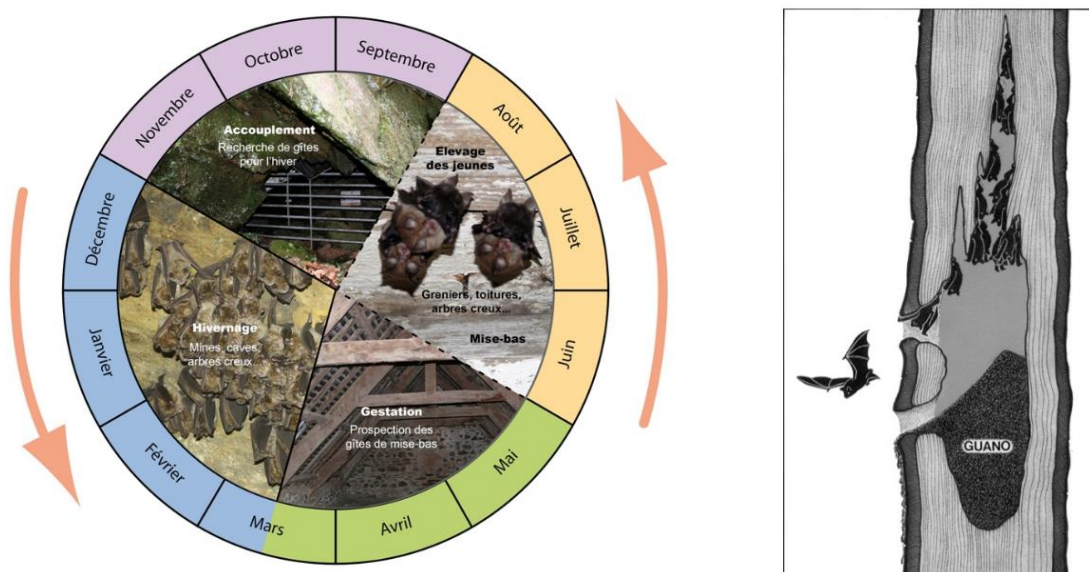 Septembre
Octobre
Novembre
Décembre
Janvier
Février
Mars
Avril
Mai
Juin
Juillet
Août
Accouplement
Recherche de gîtes
pour l'hiver
Elevage
des jeunes
Graniers, toitures,
arbres creux...
Mise-bas
Hivernage
Mines, caves,
arbres creux...
Gestation
Prospection des
gîtes de mise-bas
GUANO